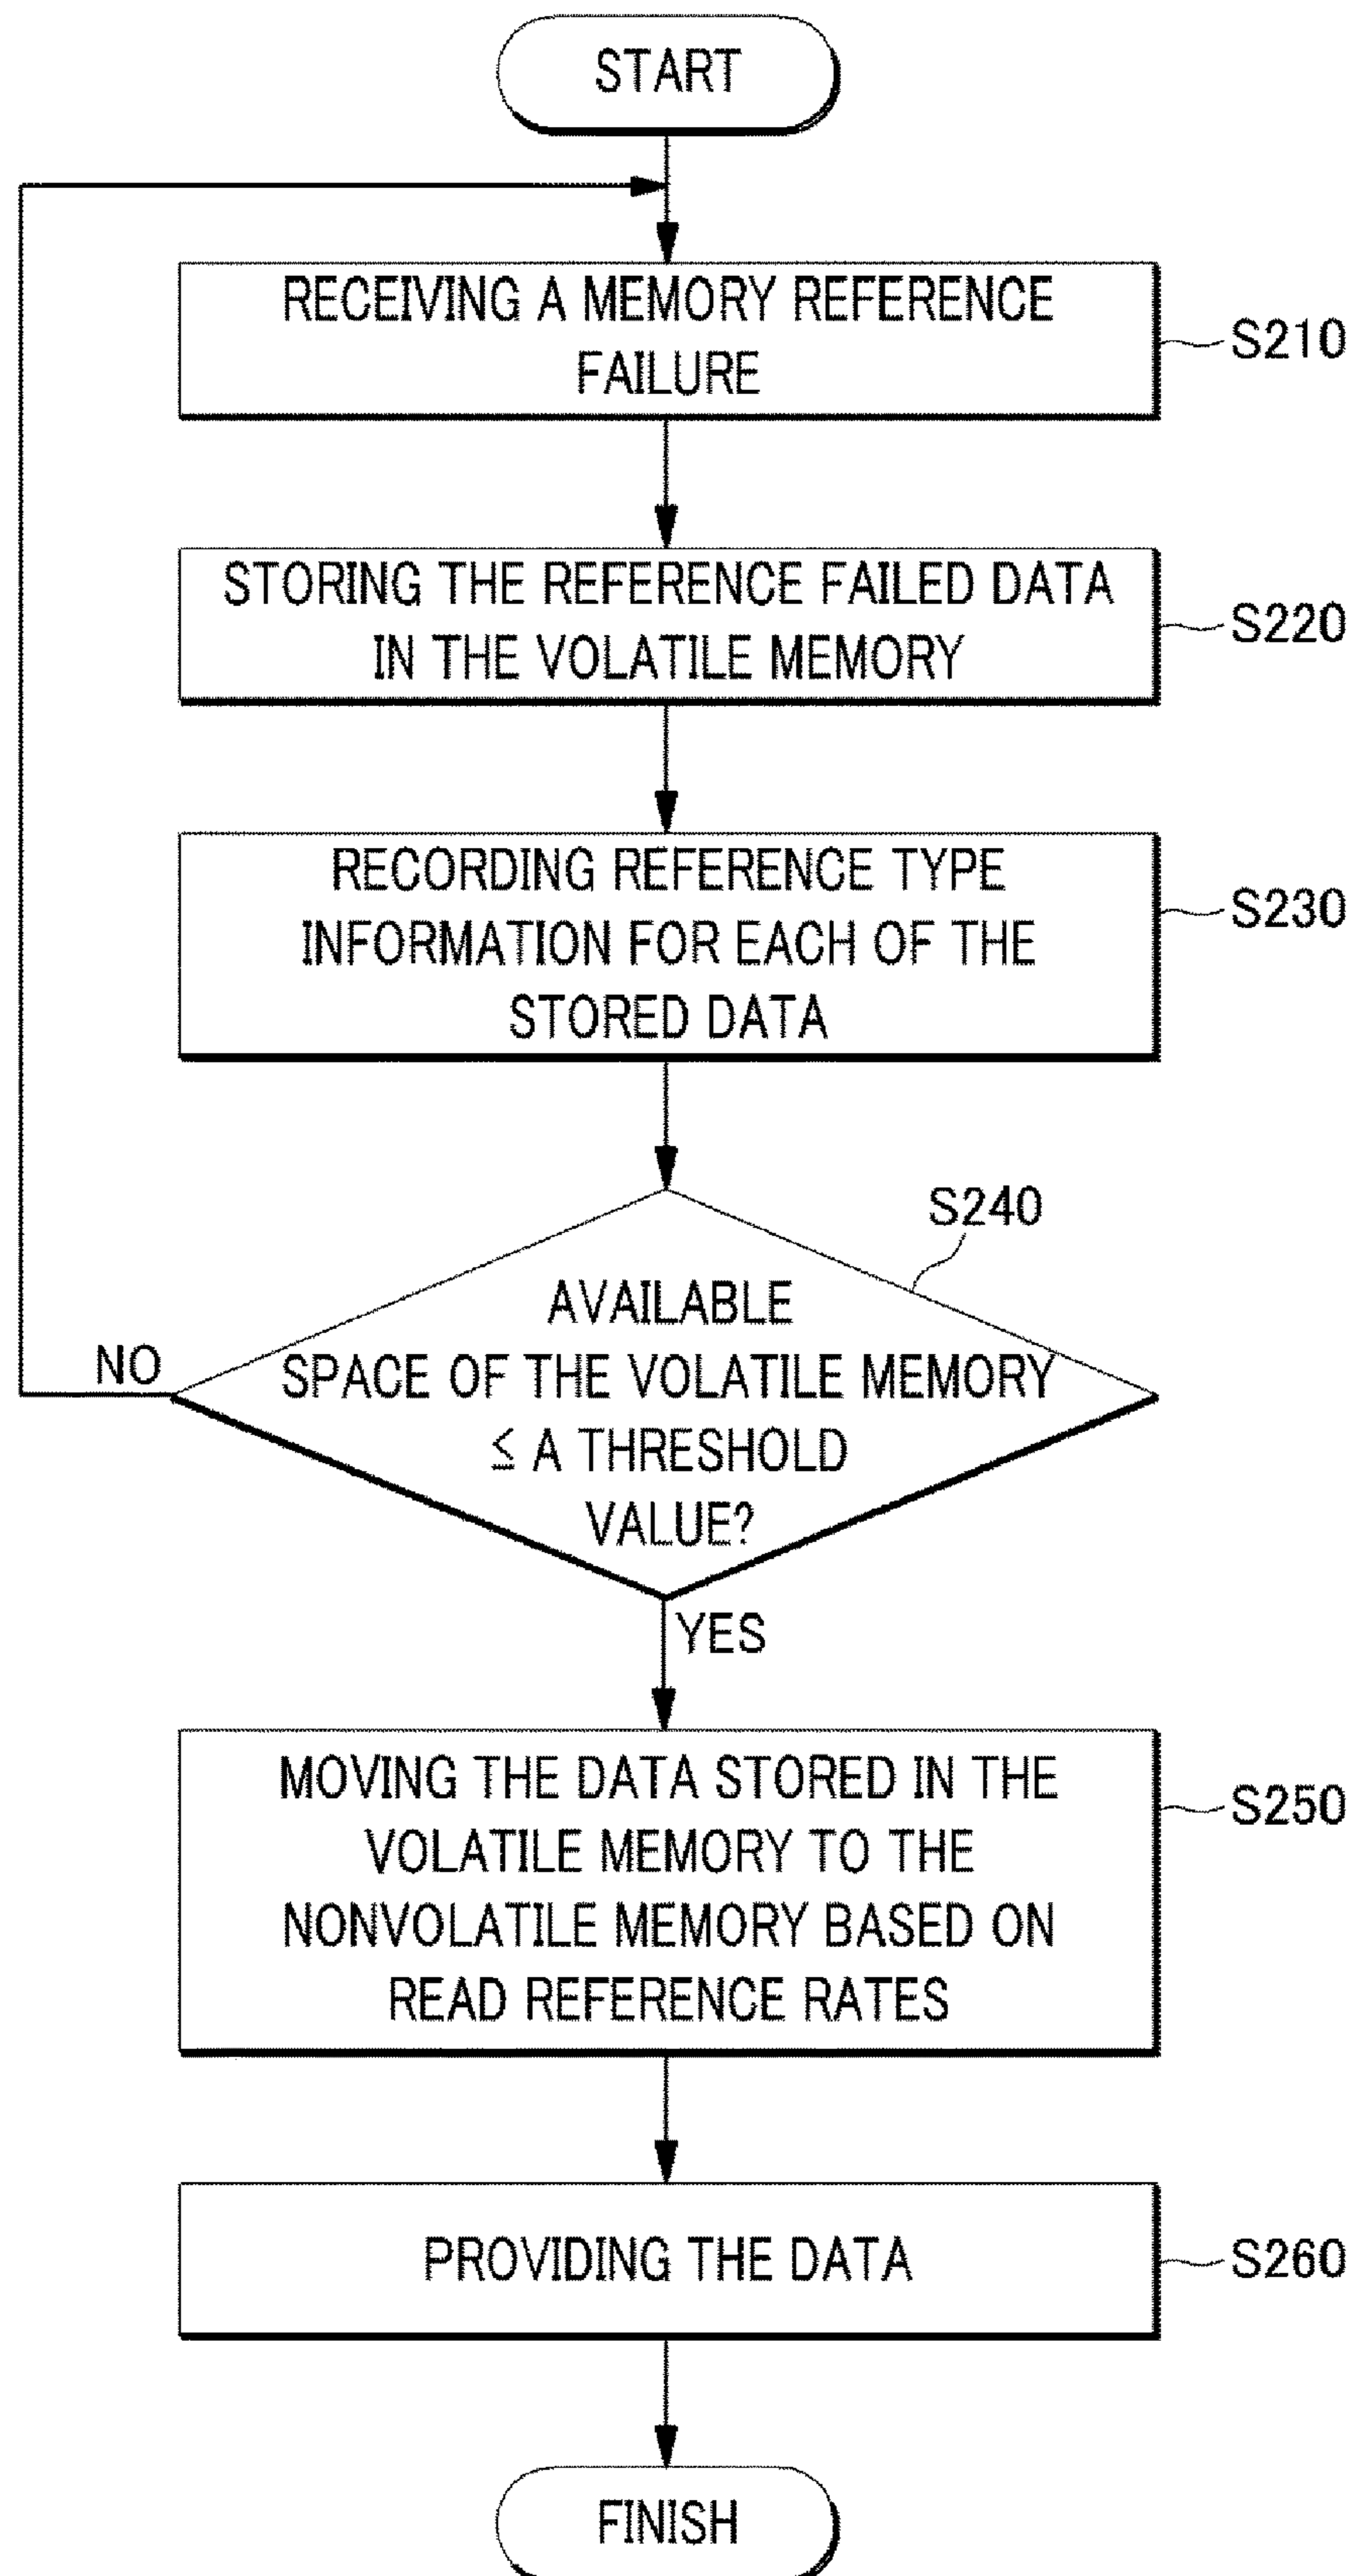 START
RECEIVING A MEMORY REFERENCE
FAILURE
S210
STORING THE REFERENCE FAILED DATA
IN THE VOLATILE MEMORY
S220
RECORDING REFERENCE TYPE
INFORMATION FOR EACH OF THE
STORED DATA
S230
S240
AVAILABLE
SPACE OF THE VOLATILE MEMORY
≤ A THRESHOLD
VALUE?
NO
YES
MOVING THE DATA STORED IN THE
VOLATILE MEMORY TO THE
NONVOLATILE MEMORY BASED ON
READ REFERENCE RATES
S250
PROVIDING THE DATA
S260
FINISH